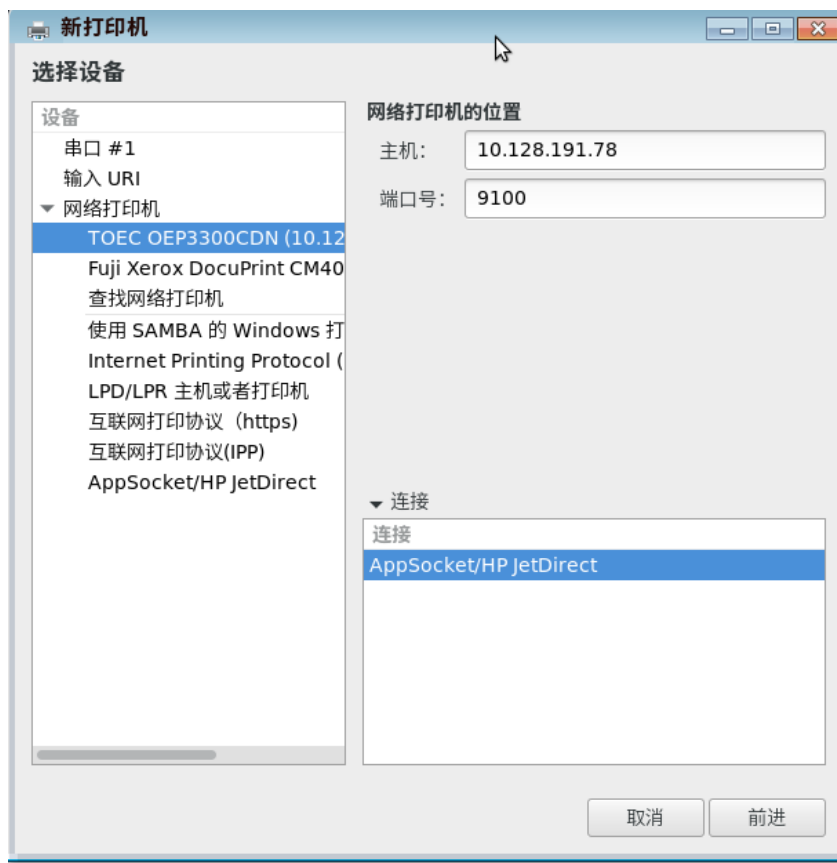 新打印机
选择设备
设备
串口 #1
输入 URI
网络打印机
TOEC OEP3300CDN (10.12
Fuji Xerox DocuPrint CM40
查找网络打印机
使用 SAMBA 的 Windows 打
Internet Printing Protocol (
LPD/LPR 主机或者打印机
互联网打印协议（https)
互联网打印协议(IPP)
AppSocket/HP JetDirect
网络打印机的位置
主机： 10.128.191.78
端口号： 9100
连接
连接
AppSocket/HP JetDirect
取消 前进